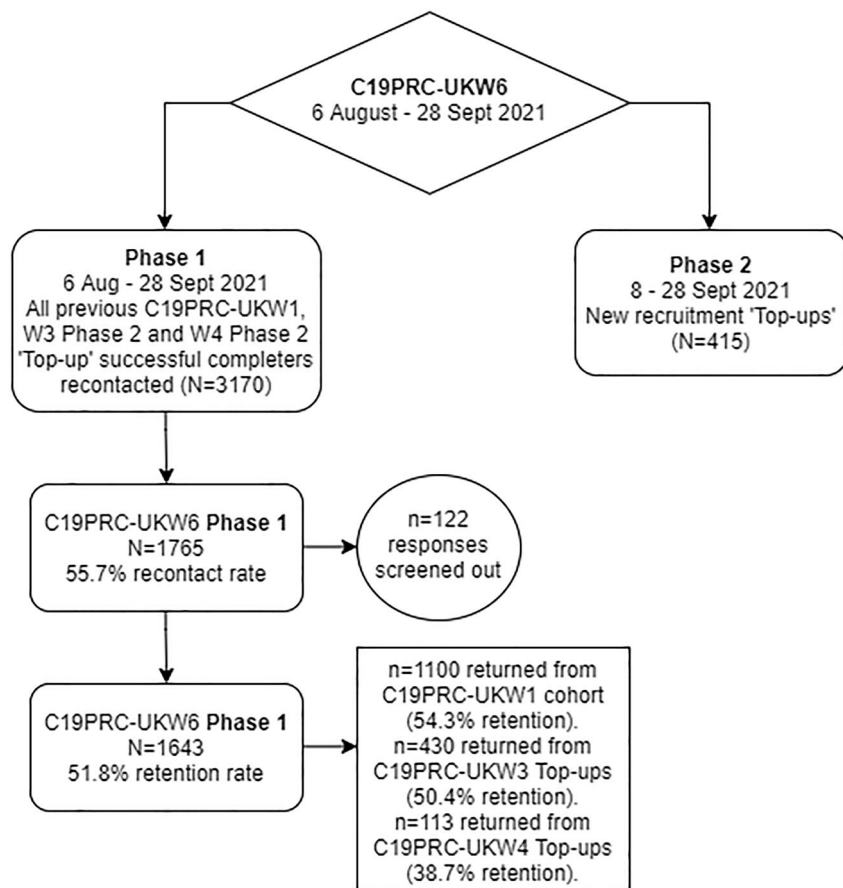 C19PRC-UKW6
6 August - 28 Sept 2021
Phase 1
6 Aug - 28 Sept 2021
All previous C19PRC-UKW1,
W3 Phase 2 and W4 Phase 2
'Top-up' successful completers
recontacted (N=3170)
Phase 2
8 - 28 Sept 2021
New recruitment 'Top-ups'
(N=415)
C19PRC-UKW6 Phase 1
N=1765
55.7% recontact rate
n=122
responses
screened out
C19PRC-UKW6 Phase 1
N=1643
51.8% retention rate
n=1100 returned from
C19PRC-UKW1 cohort
(54.3% retention).
n=430 returned from
C19PRC-UKW3 Top-ups
(50.4% retention).
n=113 returned from
C19PRC-UKW4 Top-ups
(38.7% retention).